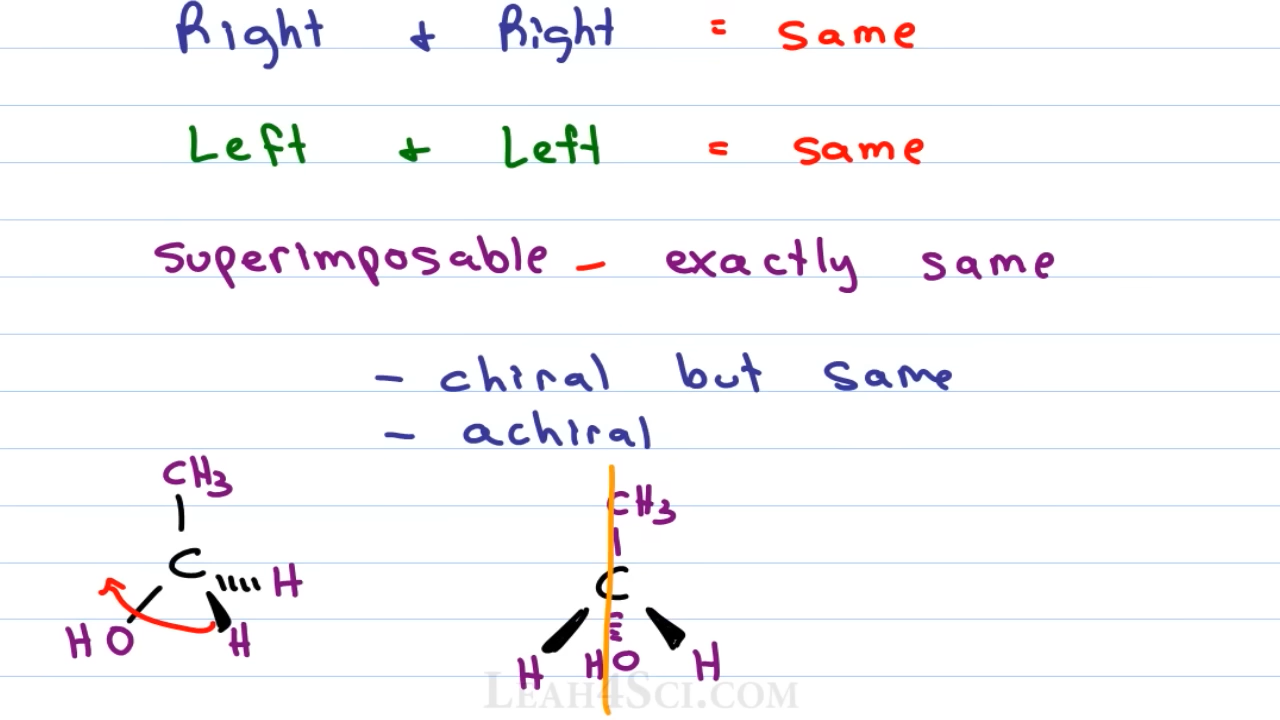 Right + Right = same
Left + Left = same
superimposable - exactly same
- chiral but same
- achiral
CH3
C H
HO H
CH3
C
H HO H
LEAH4SCI.COM